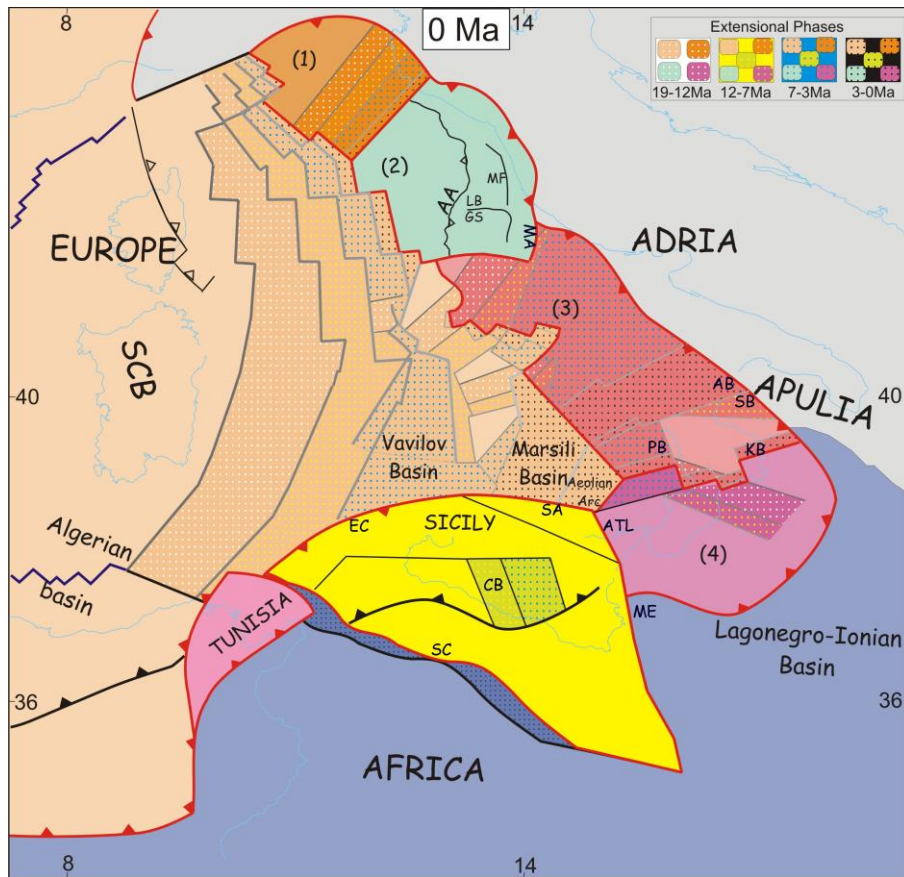 8
14
0 Ma
Extensional Phases
19-12Ma
12-7Ma
7-3Ma
3-0Ma
(1)
(2)
AA
MF
LB
GS
MA
EUROPE
ADRIA
(3)
SCB
40
40
AB
SB
APULIA
Vavilov
Basin
Marsili
Basin
Aeolian
Arc
PB
KB
EC
SICILY
SA
ATL
(4)
Algerian
basin
CB
TUNISIA
ME
Lagonegro-Ionian
Basin
SC
36
36
AFRICA
8
14